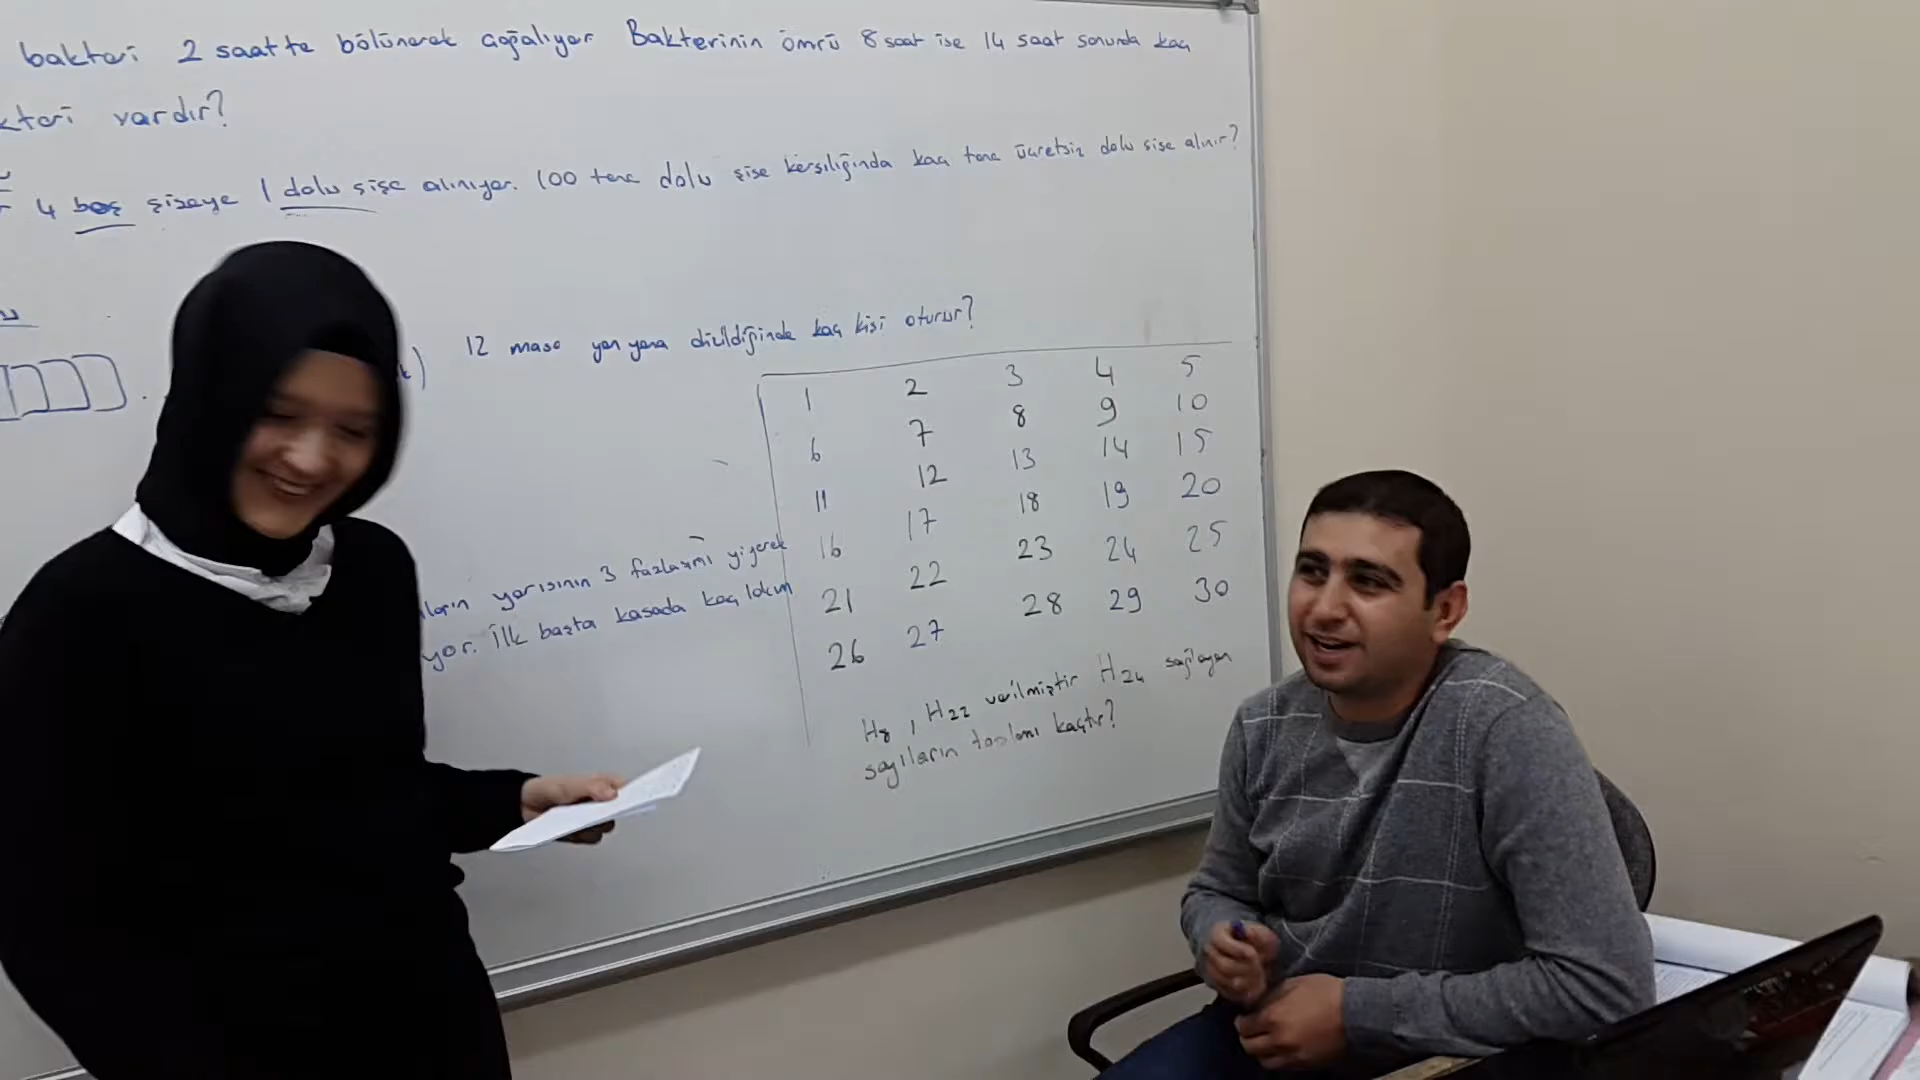 bakteri 2 saatte bölünerek çoğalıyor Bakterinin ömrü 8 saat ise 14 saat sonunda kaç
kteri vardır?
4 boş şişeye 1 dolu şişe alınıyor. 100 tane dolu şişe karşılığında kaç tane ücretsiz dolu şişe alınır?
12 masa yan yana dizildiğinde kaç kişi oturur?
1 2 3 4 5
6 7 8 9 10
11 12 13 14 15
16 17 18 19 20
21 22 23 24 25
26 27 28 29 30
ların yarısının 3 fazlasını yiyerek
yor. İlk başta kasada kaç lokum
H8, H22 verilmiştir H24 sağlayan
sayıların toplamı kaçtır?